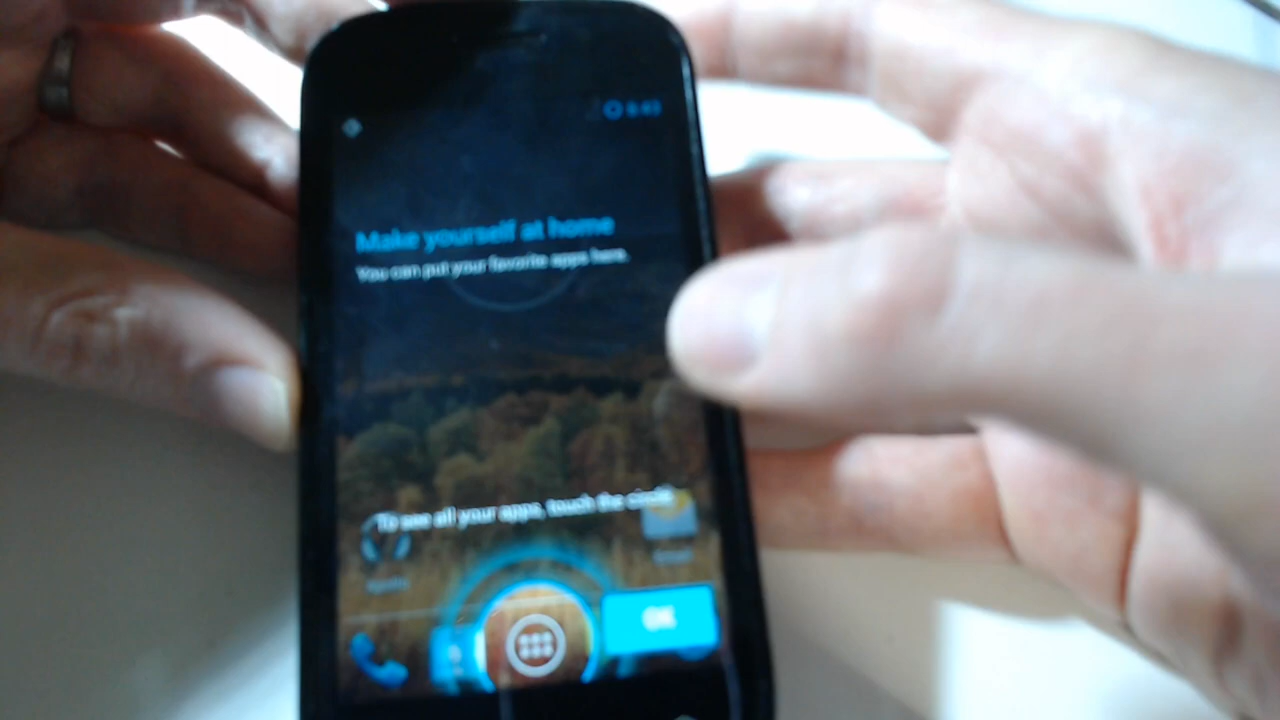 Make yourself at home
You can put your favorite apps here.
To see all your apps, touch the circle.
OK